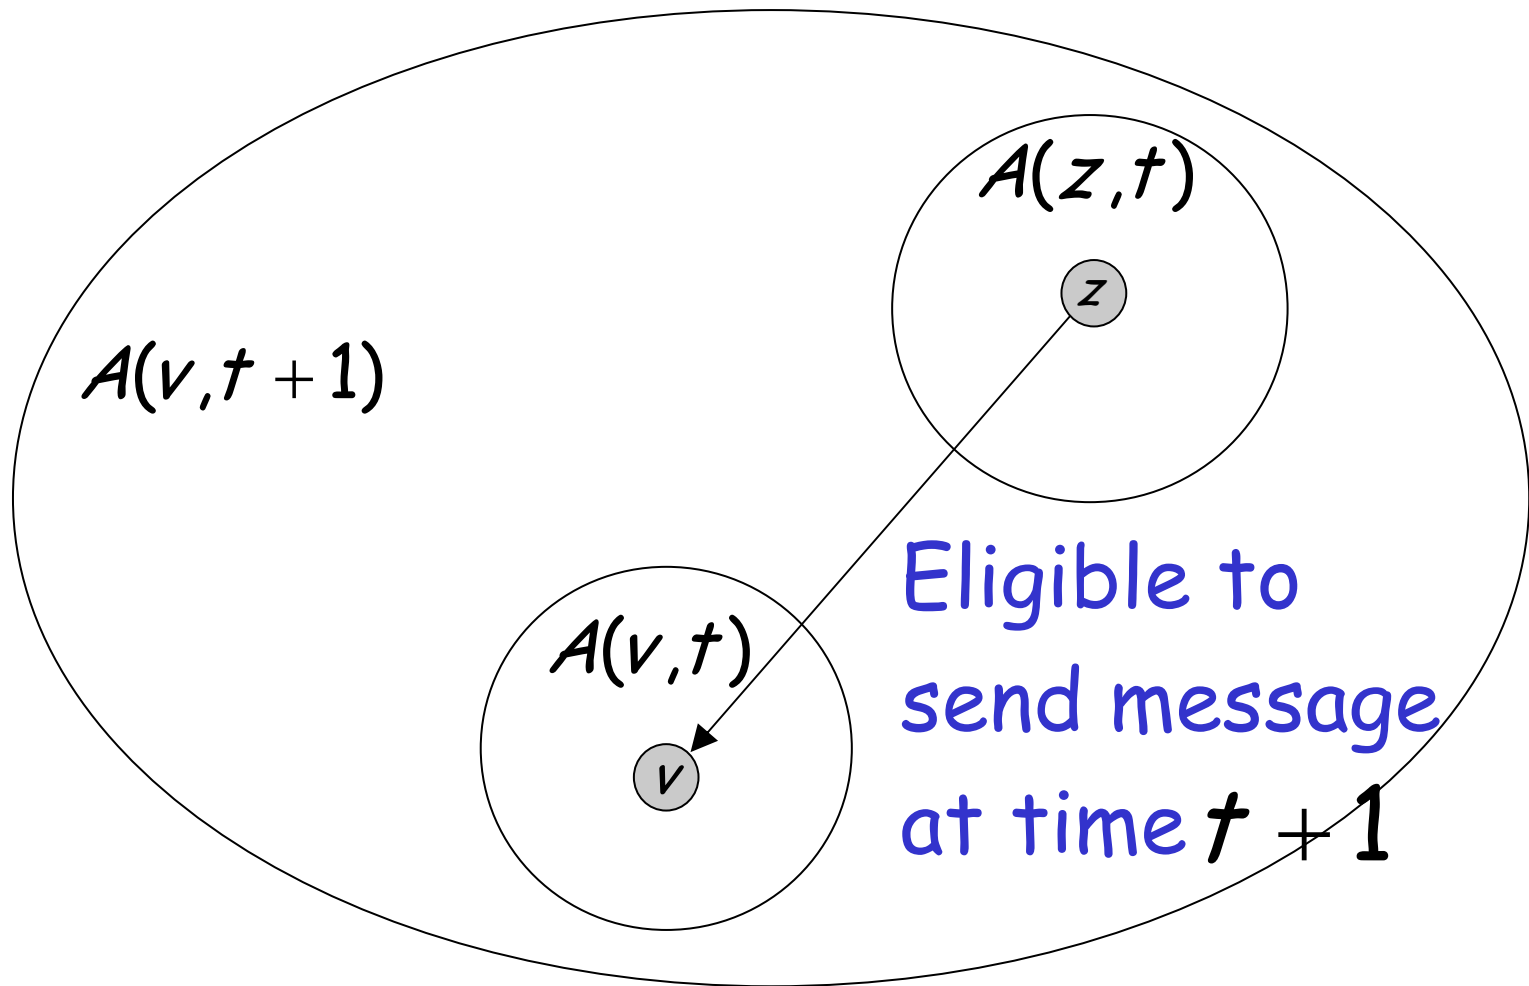 A(z,t)
z
A(v,t + 1)
Eligible to
send message
at time t + 1
A(v,t)
v